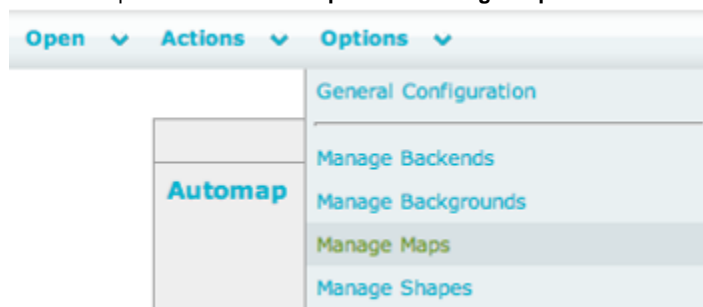 Open Actions Options
General Configuration
Manage Backends
Automap
Manage Backgrounds
Manage Maps
Manage Shapes